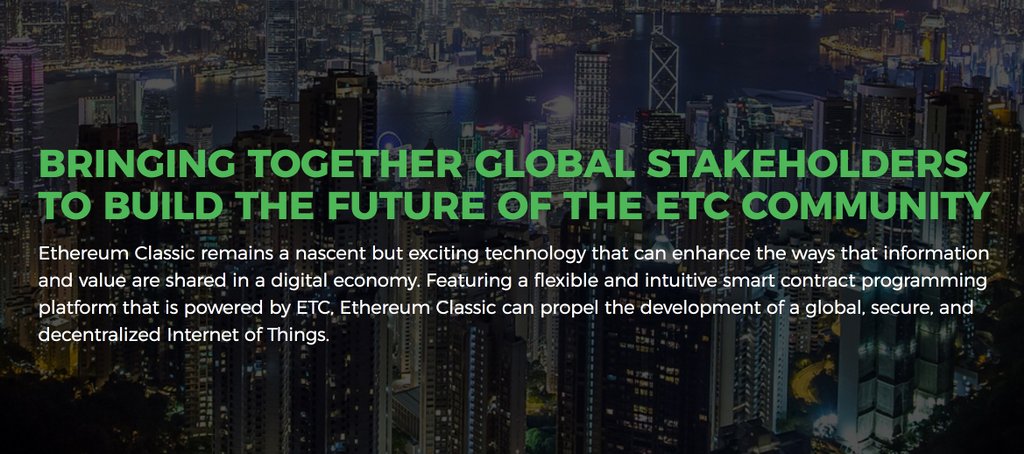 BRINGING TOGETHER GLOBAL STAKEHOLDERS
TO BUILD THE FUTURE OF THE ETC COMMUNITY
Ethereum Classic remains a nascent but exciting technology that can enhance the ways that information
and value are shared in a digital economy. Featuring a flexible and intuitive smart contract programming
platform that is powered by ETC, Ethereum Classic can propel the development of a global, secure, and
decentralized Internet of Things.